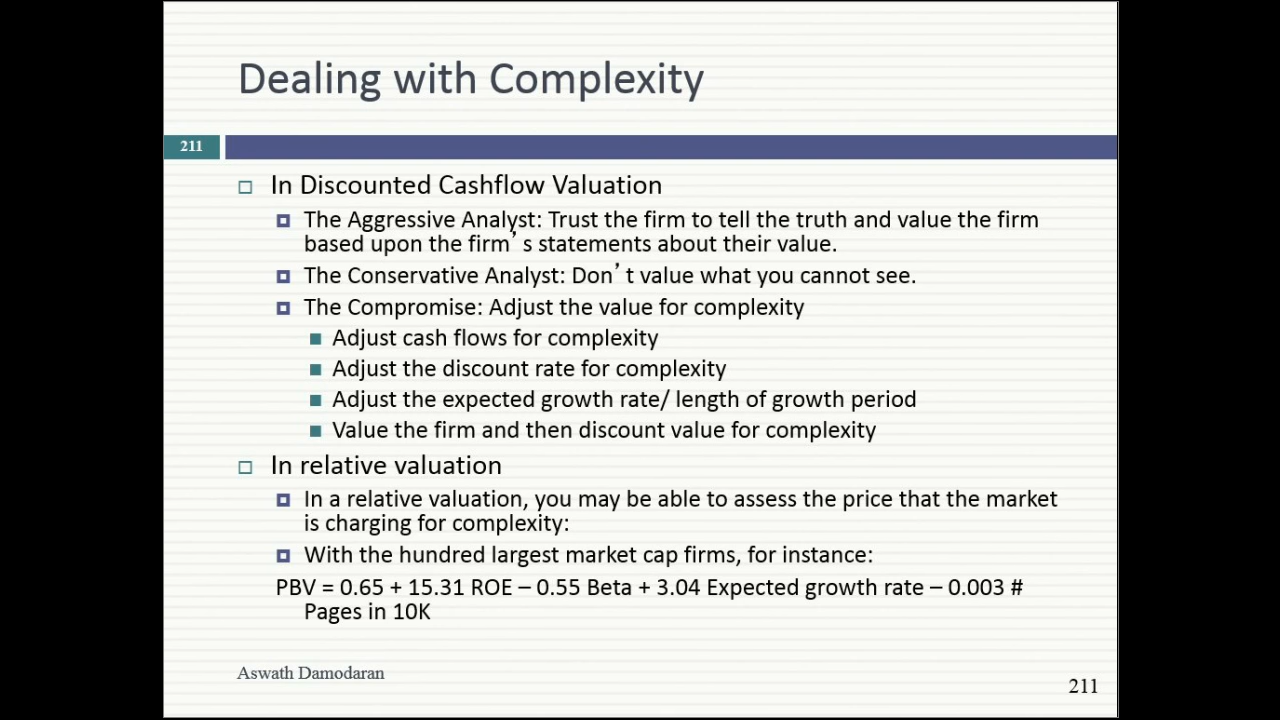 Dealing with Complexity
211
In Discounted Cashflow Valuation
The Aggressive Analyst: Trust the firm to tell the truth and value the firm
based upon the firm’ s statements about their value.
The Conservative Analyst: Don’ t value what you cannot see.
The Compromise: Adjust the value for complexity
Adjust cash flows for complexity
Adjust the discount rate for complexity
Adjust the expected growth rate/ length of growth period
Value the firm and then discount value for complexity
In relative valuation
In a relative valuation, you may be able to assess the price that the market
is charging for complexity:
With the hundred largest market cap firms, for instance:
PBV = 0.65 + 15.31 ROE – 0.55 Beta + 3.04 Expected growth rate – 0.003 #
Pages in 10K
Aswath Damodaran
211